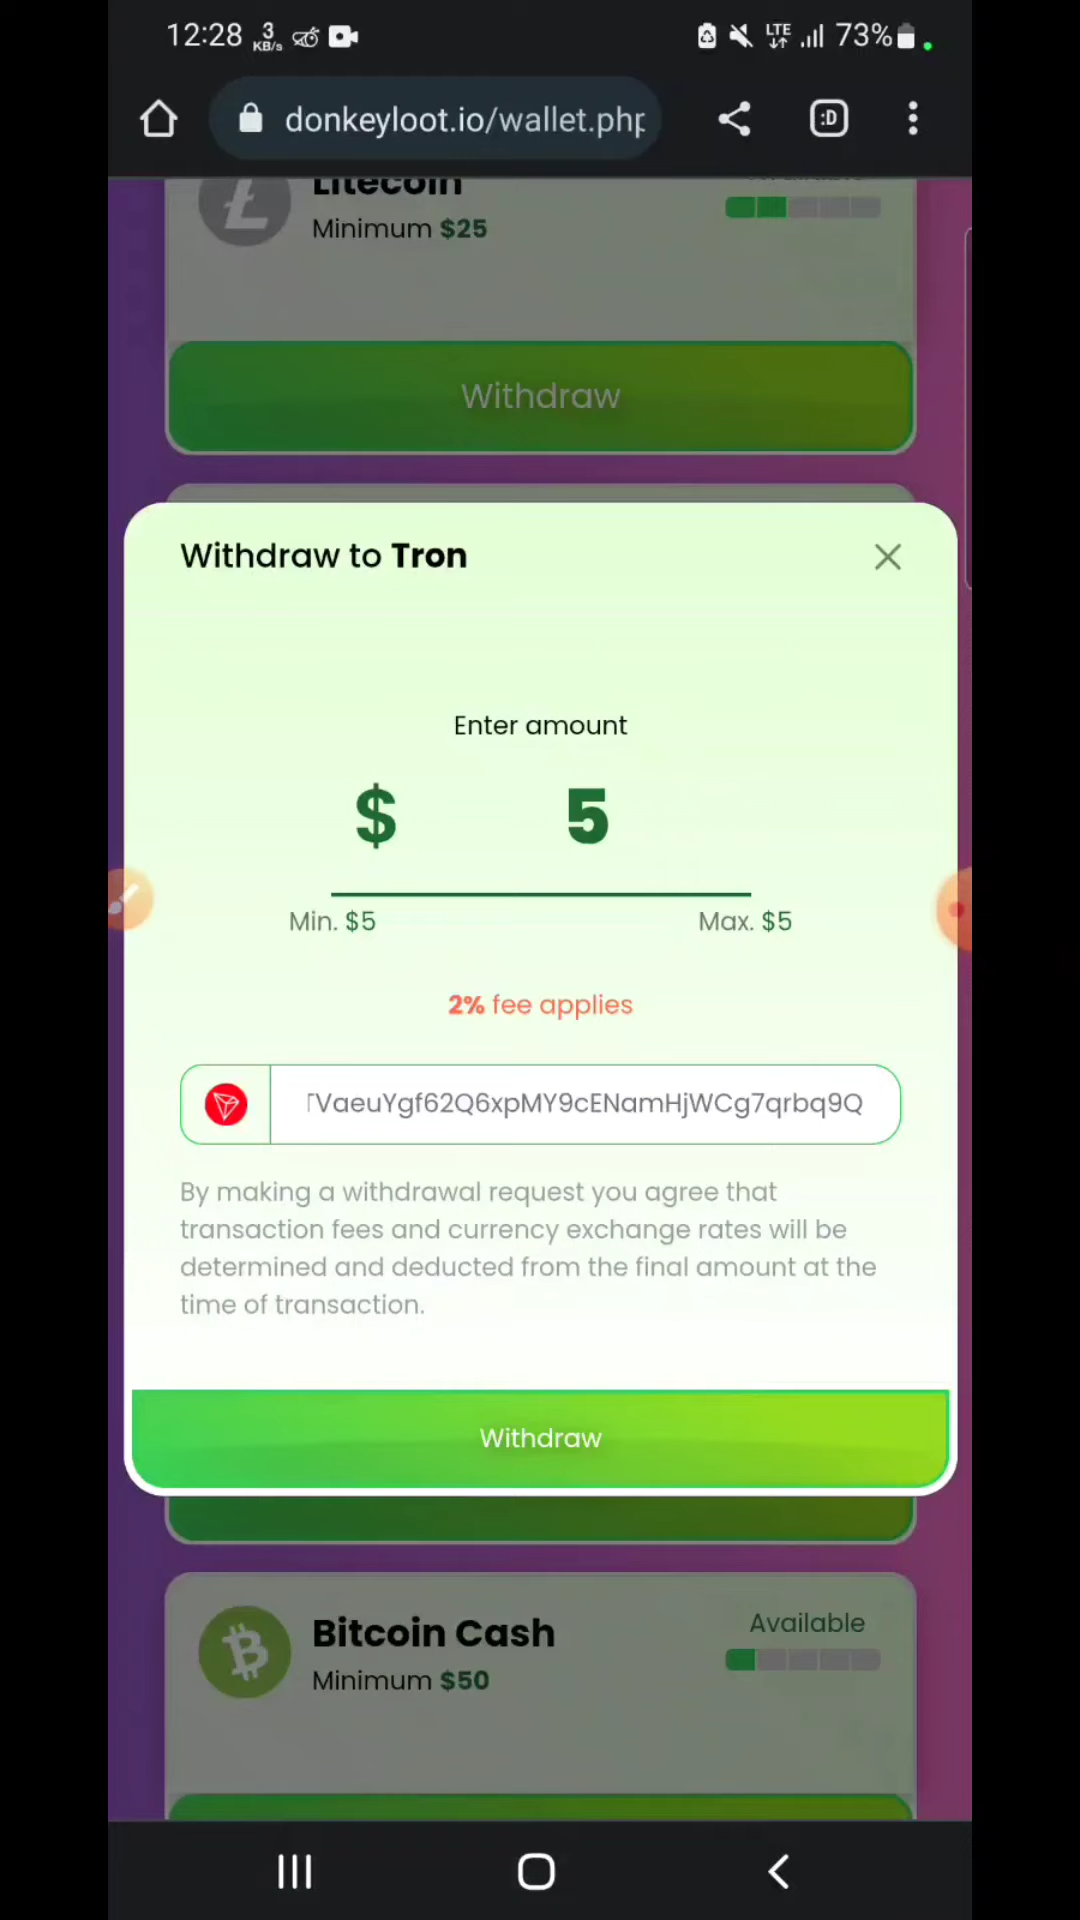 12:28 3 KB/s LTE 73%
donkeyloot.io/wallet.php
:D
Litecoin
Minimum $25
Withdraw
Withdraw to Tron
Enter amount
$ 5
Min. $5 Max. $5
2% fee applies
TVaeuYgf62Q6xpMY9cENamHjWCg7qrbq9Q
By making a withdrawal request you agree that
transaction fees and currency exchange rates will be
determined and deducted from the final amount at the
time of transaction.
Withdraw
Bitcoin Cash
Available
Minimum $50